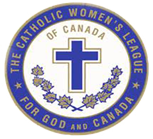 THE CATHOLIC WOMEN'S LEAGUE
OF CANADA
FOR GOD AND CANADA